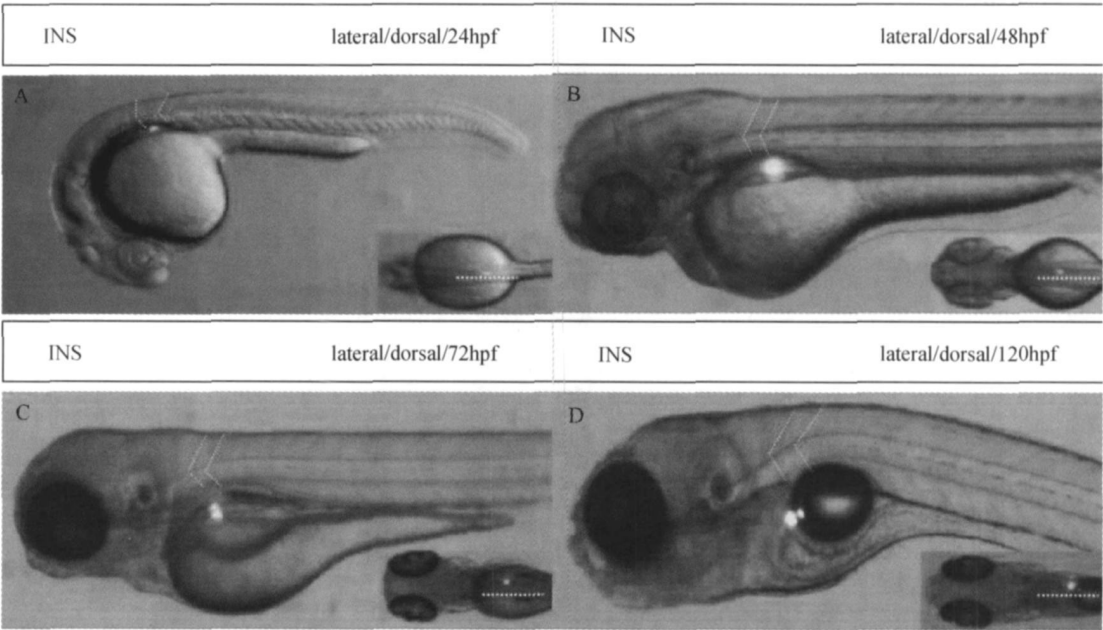 INS lateral/dorsal/24hpf
INS lateral/dorsal/48hpf
A
B
INS lateral/dorsal/72hpf
INS lateral/dorsal/120hpf
C
D